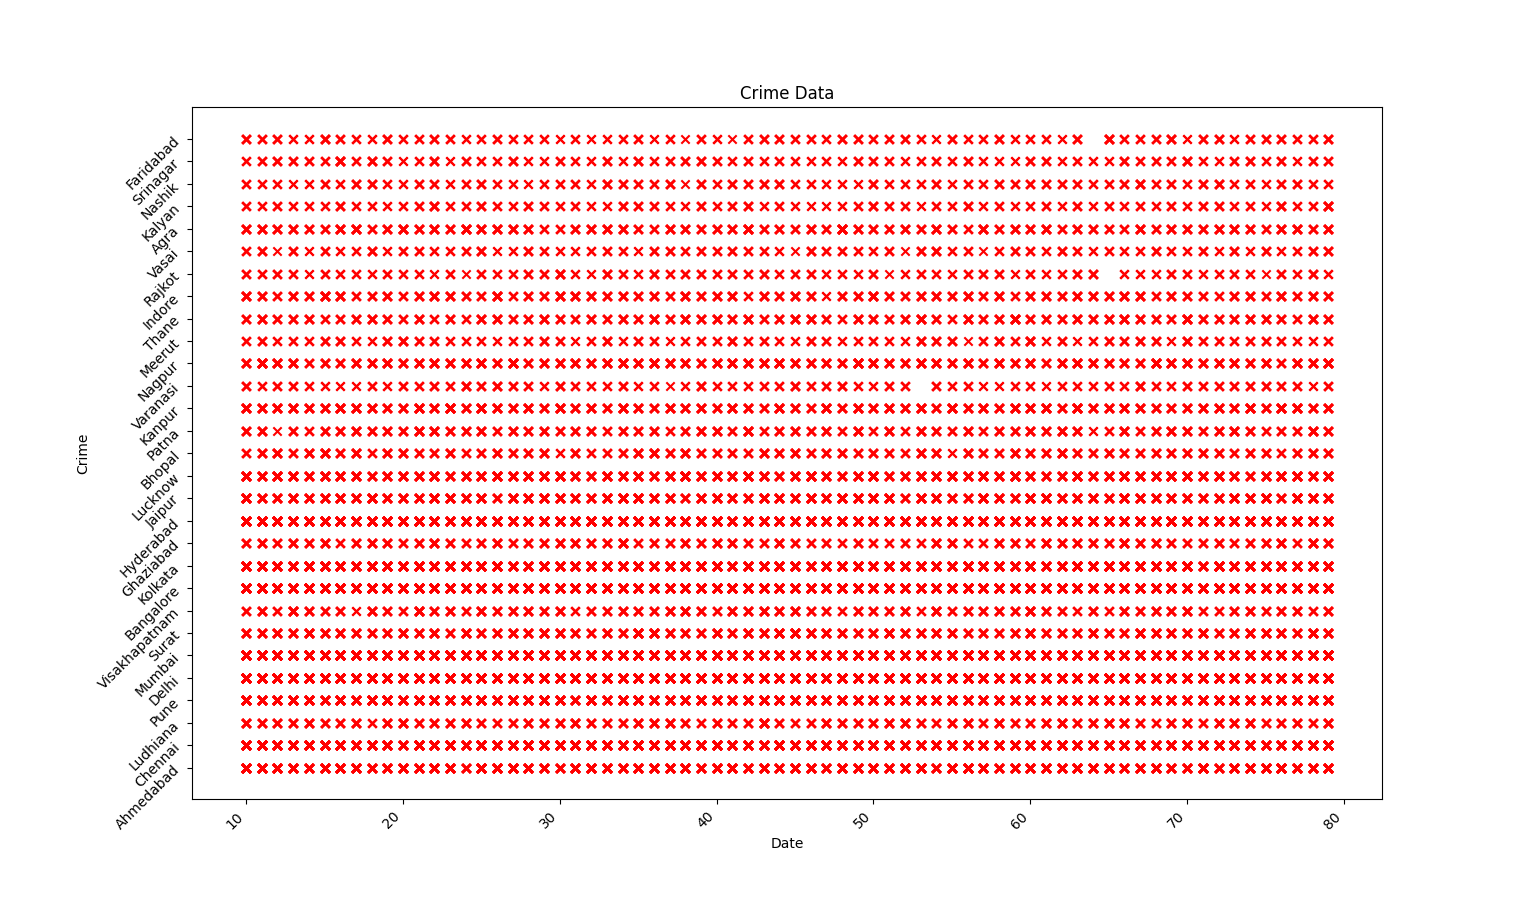 Crime Data
Faridabad
Srinagar
Nashik
Kalyan
Agra
Vasai
Rajkot
Indore
Thane
Meerut
Nagpur
Varanasi
Kanpur
Patna
Bhopal
Lucknow
Jaipur
Hyderabad
Ghaziabad
Kolkata
Bangalore
Visakhapatnam
Surat
Mumbai
Delhi
Pune
Ludhiana
Chennai
Ahmedabad
Crime
10 20 30 40 50 60 70 80
Date